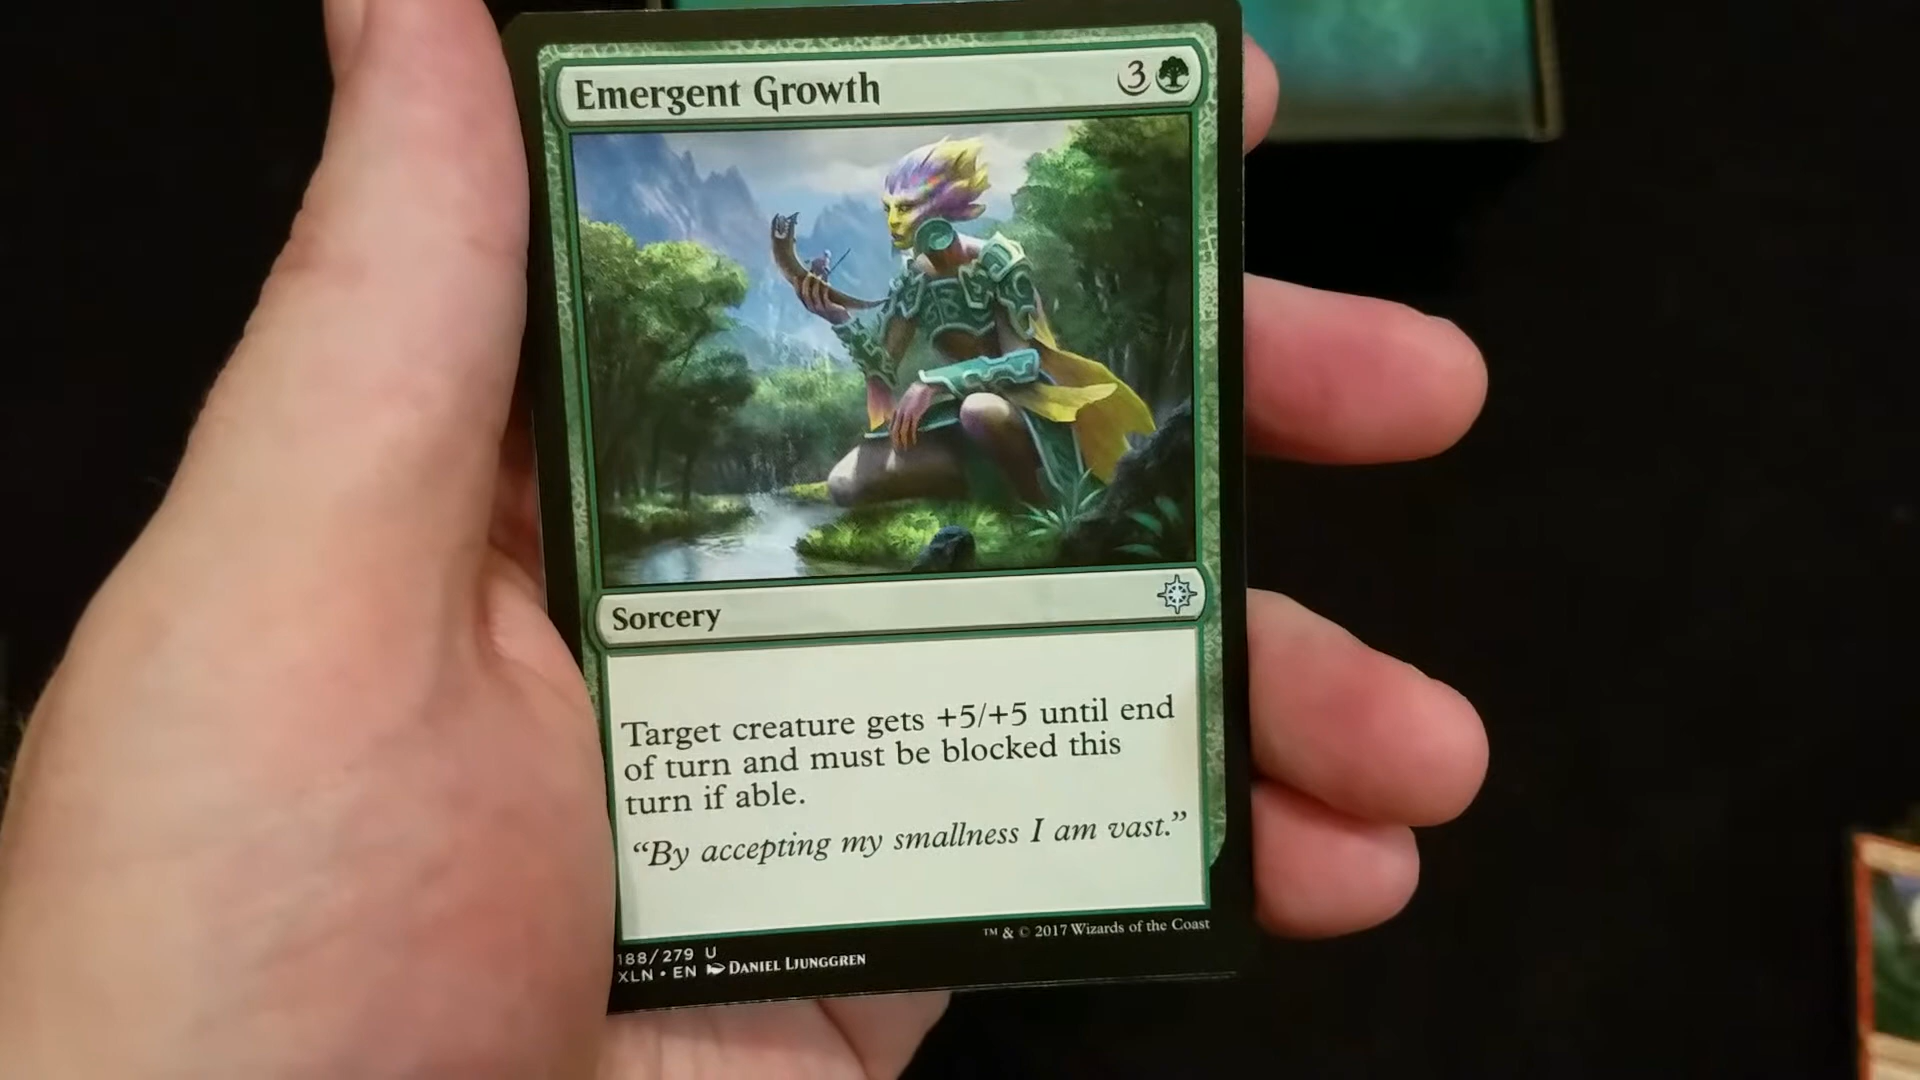 Emergent Growth 3
Sorcery
Target creature gets +5/+5 until end
of turn and must be blocked this
turn if able.
“By accepting my smallness I am vast.”
188/279 U
XLN • EN DANIEL LJUNGGREN
™ & © 2017 Wizards of the Coast